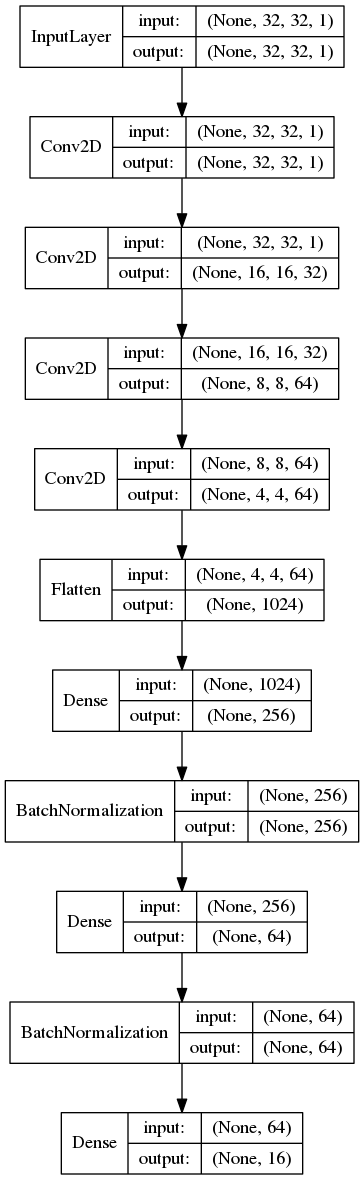 InputLayer
input: (None, 32, 32, 1)
output: (None, 32, 32, 1)
Conv2D
input: (None, 32, 32, 1)
output: (None, 32, 32, 1)
Conv2D
input: (None, 32, 32, 1)
output: (None, 16, 16, 32)
Conv2D
input: (None, 16, 16, 32)
output: (None, 8, 8, 64)
Conv2D
input: (None, 8, 8, 64)
output: (None, 4, 4, 64)
Flatten
input: (None, 4, 4, 64)
output: (None, 1024)
Dense
input: (None, 1024)
output: (None, 256)
BatchNormalization
input: (None, 256)
output: (None, 256)
Dense
input: (None, 256)
output: (None, 64)
BatchNormalization
input: (None, 64)
output: (None, 64)
Dense
input: (None, 64)
output: (None, 16)